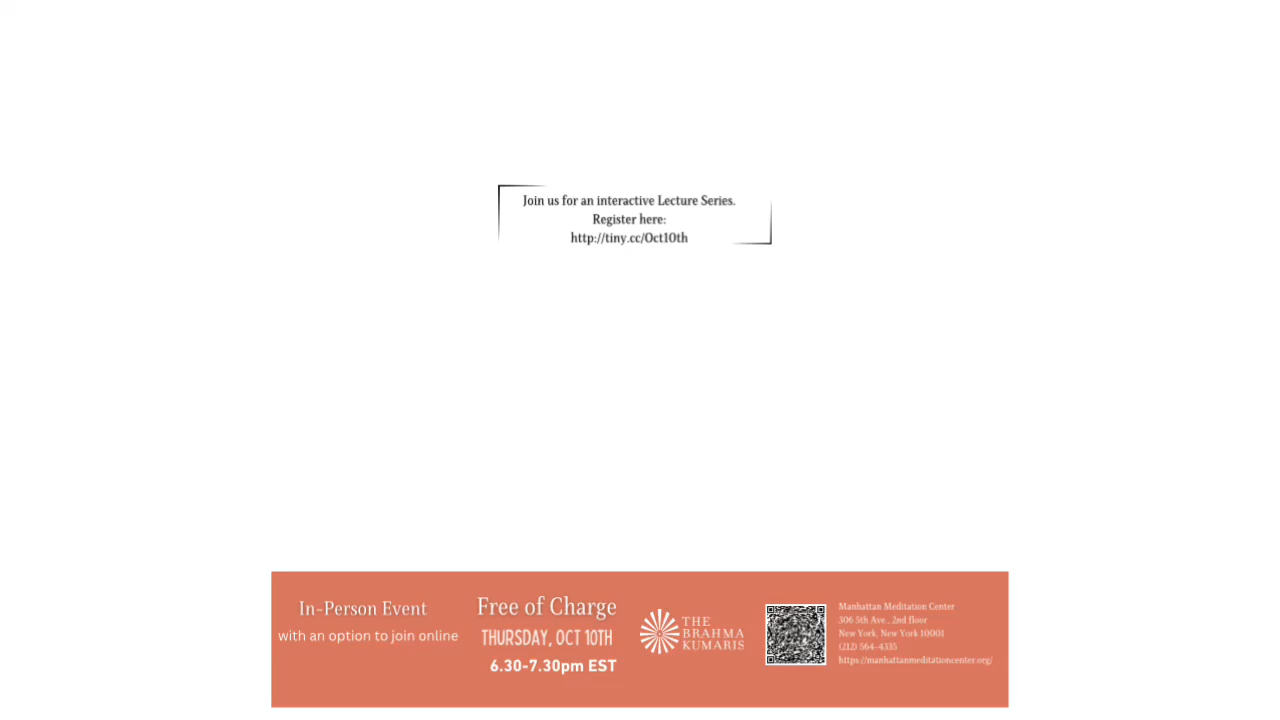 Join us for an interactive Lecture Series.
Register here:
http://tiny.cc/Oct10th
In-Person Event
with an option to join online
Free of Charge
THURSDAY, OCT 10TH
6.30-7.30pm EST
THE
BRAHMA
KUMARIS
Manhattan Meditation Center
306 5th Ave., 2nd floor
New York, New York 10001
(212) 564-4335
https://manhattanmeditationcenter.org/